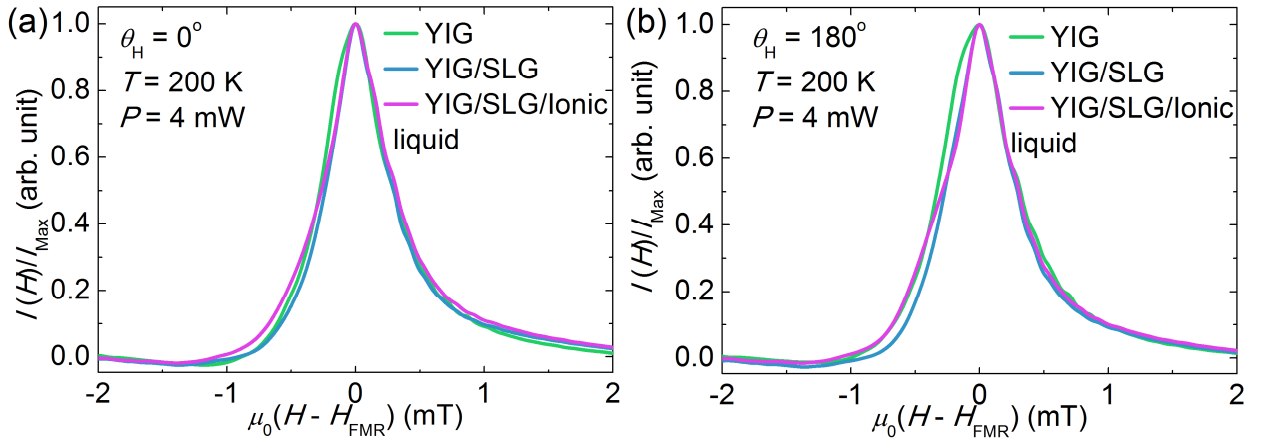 (a)
θH = 0°
T = 200 K
P = 4 mW
YIG
YIG/SLG
YIG/SLG/Ionic
liquid
I (H)/IMax (arb. unit)
1.0
0.8
0.6
0.4
0.2
0.0
-2 -1 0 1 2
μ0(H - HFMR) (mT)
(b)
θH = 180°
T = 200 K
P = 4 mW
YIG
YIG/SLG
YIG/SLG/Ionic
liquid
I (H)/IMax (arb. unit)
1.0
0.8
0.6
0.4
0.2
0.0
-2 -1 0 1 2
μ0(H - HFMR) (mT)